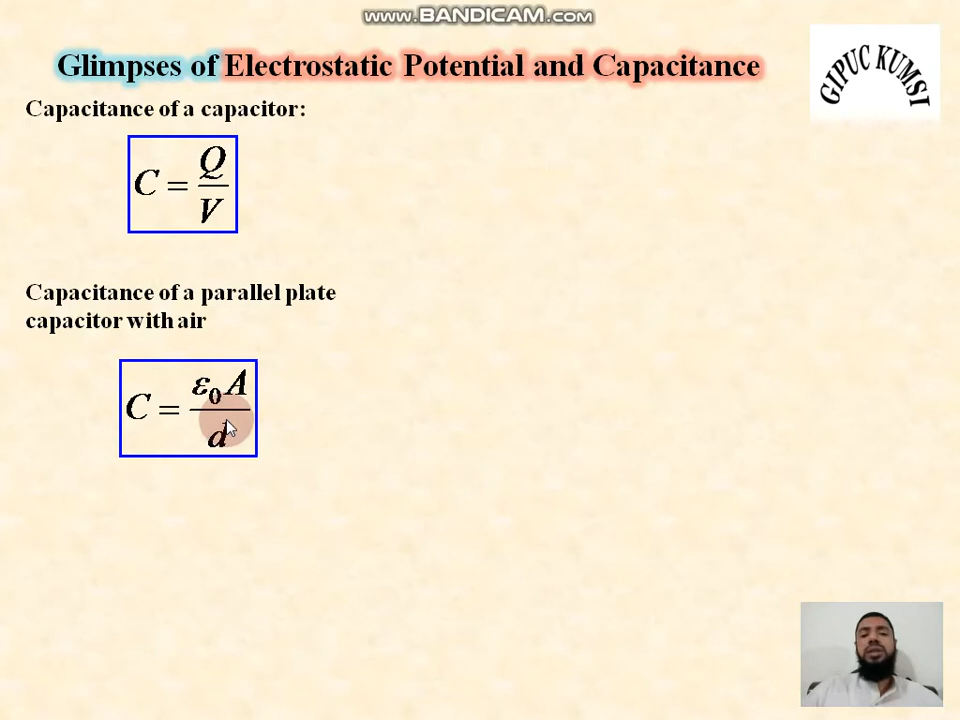 WWW.BANDICAM.COM
Glimpses of Electrostatic Potential and Capacitance
GIPUC KUMSI
Capacitance of a capacitor:
C = Q/V
Capacitance of a parallel plate
capacitor with air
C = ε₀A/d